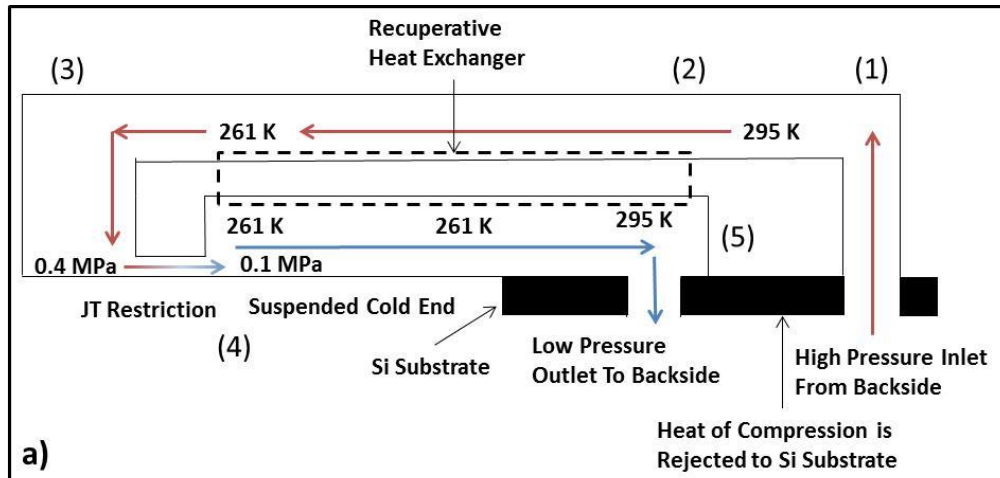 Recuperative
Heat Exchanger
(3)
(2)
(1)
261 K
295 K
261 K
261 K
295 K
(5)
0.4 MPa
0.1 MPa
JT Restriction
Suspended Cold End
(4)
Si Substrate
Low Pressure
Outlet To Backside
High Pressure Inlet
From Backside
Heat of Compression is
Rejected to Si Substrate
a)